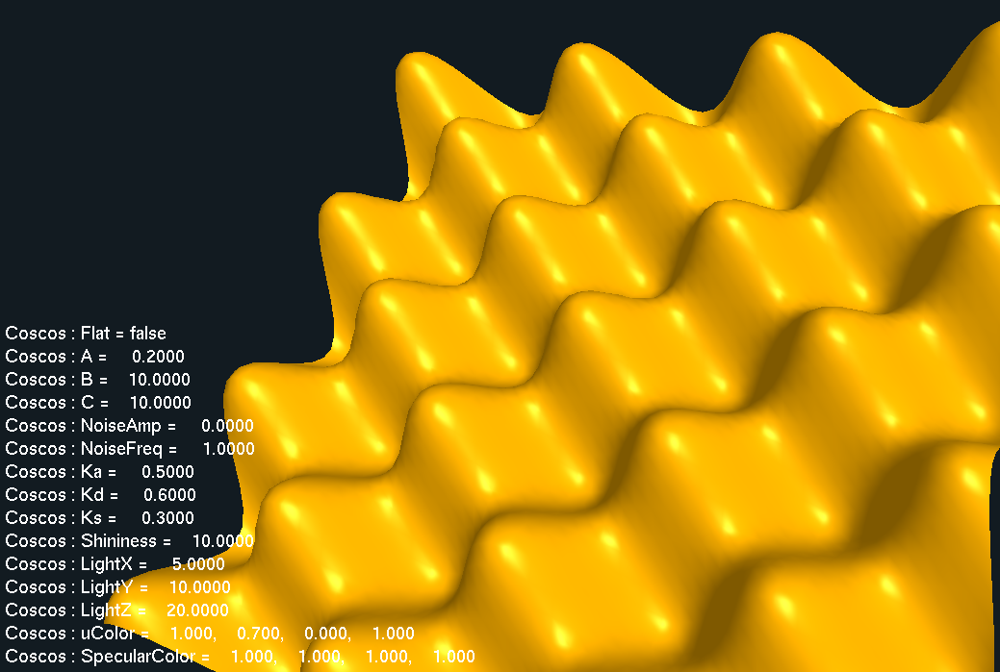 Coscos : Flat = false
Coscos : A = 0.2000
Coscos : B = 10.0000
Coscos : C = 10.0000
Coscos : NoiseAmp = 0.0000
Coscos : NoiseFreq = 1.0000
Coscos : Ka = 0.5000
Coscos : Kd = 0.6000
Coscos : Ks = 0.3000
Coscos : Shininess = 10.0000
Coscos : LightX = 5.0000
Coscos : LightY = 10.0000
Coscos : LightZ = 20.0000
Coscos : uColor = 1.000, 0.700, 0.000, 1.000
Coscos : SpecularColor = 1.000, 1.000, 1.000, 1.000